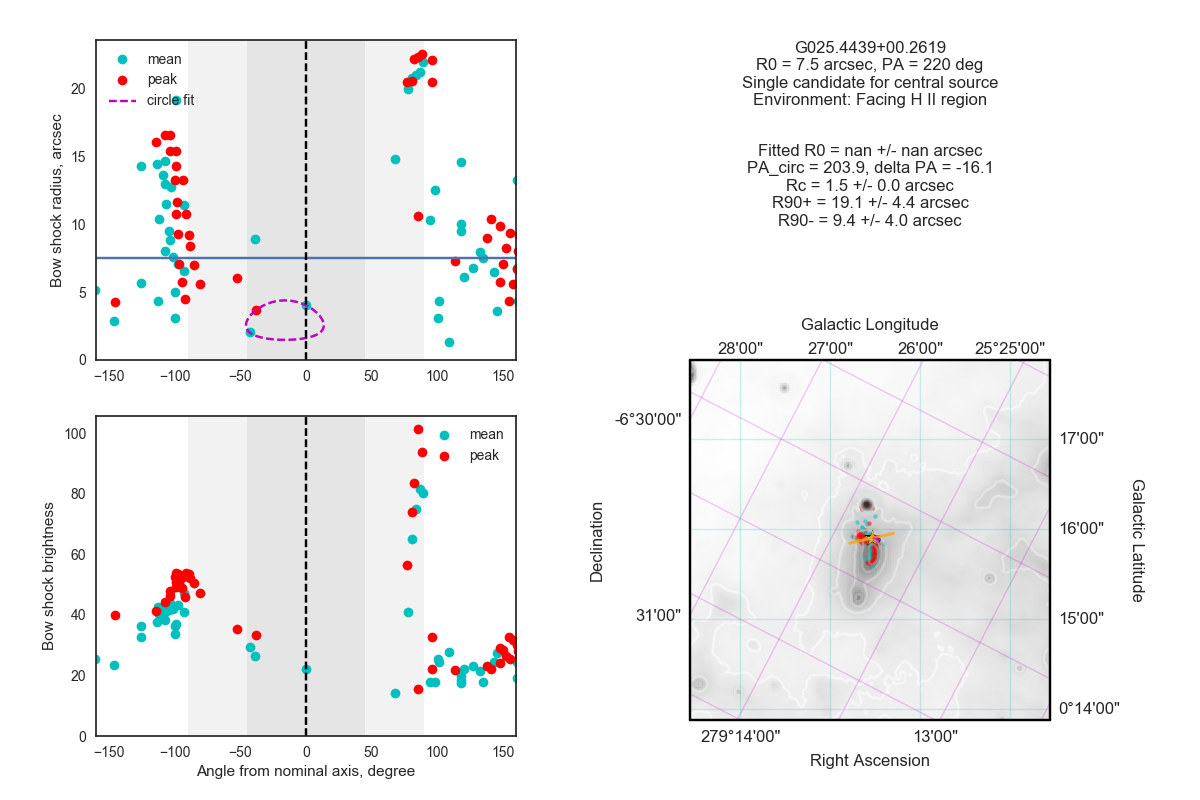 mean
peak
circle fit
Bow shock radius, arcsec
20
15
10
5
0
−150 −100 −50 0 50 100 150
mean
peak
Bow shock brightness
100
80
60
40
20
0
−150 −100 −50 0 50 100 150
Angle from nominal axis, degree
G025.4439+00.2619
R0 = 7.5 arcsec, PA = 220 deg
Single candidate for central source
Environment: Facing H II region
Fitted R0 = nan +/- nan arcsec
PA_circ = 203.9, delta PA = -16.1
Rc = 1.5 +/- 0.0 arcsec
R90+ = 19.1 +/- 4.4 arcsec
R90- = 9.4 +/- 4.0 arcsec
Galactic Longitude
28'00" 27'00" 26'00" 25°25'00"
-6°30'00"
31'00"
Declination
17'00"
16'00"
15'00"
0°14'00"
Galactic Latitude
279°14'00" 13'00"
Right Ascension